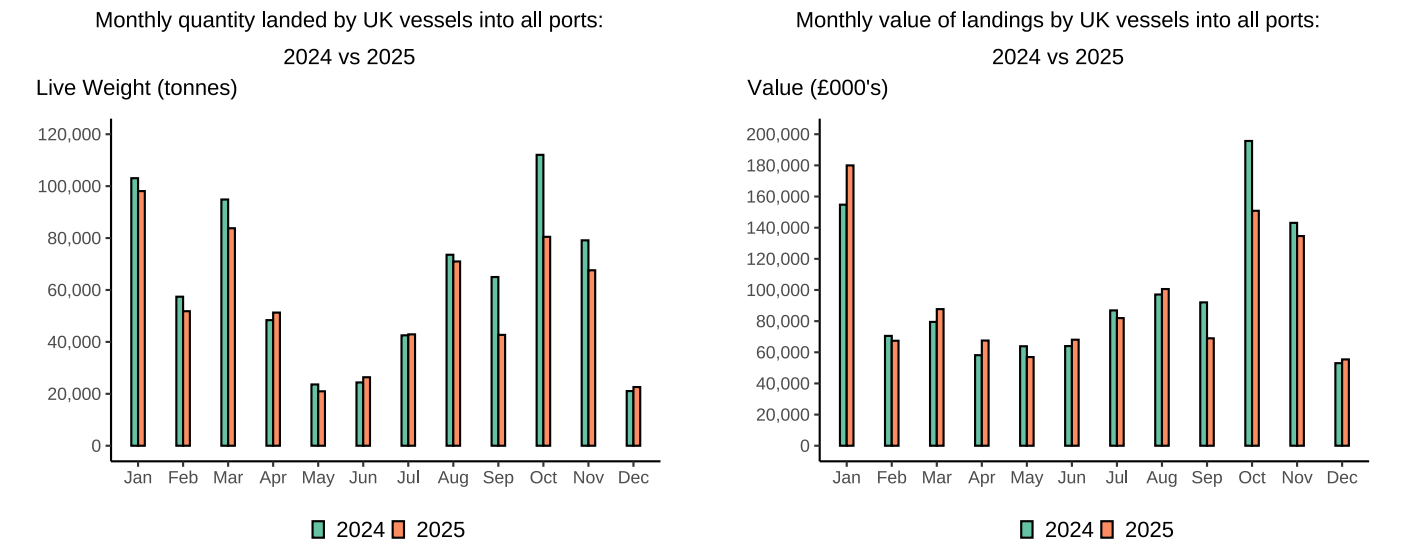 Monthly quantity landed by UK vessels into all ports:
2024 vs 2025
Live Weight (tonnes)
120,000
100,000
80,000
60,000
40,000
20,000
0
Jan Feb Mar Apr May Jun Jul Aug Sep Oct Nov Dec
2024 2025
Monthly value of landings by UK vessels into all ports:
2024 vs 2025
Value (£000's)
200,000
180,000
160,000
140,000
120,000
100,000
80,000
60,000
40,000
20,000
0
Jan Feb Mar Apr May Jun Jul Aug Sep Oct Nov Dec
2024 2025